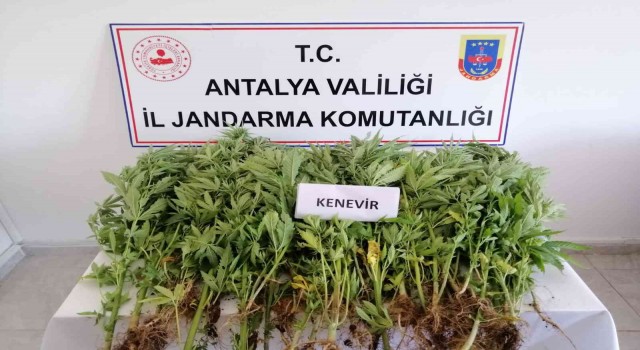 T.C.
ANTALYA VALİLİĞİ
İL JANDARMA KOMUTANLIĞI
KENEVİR